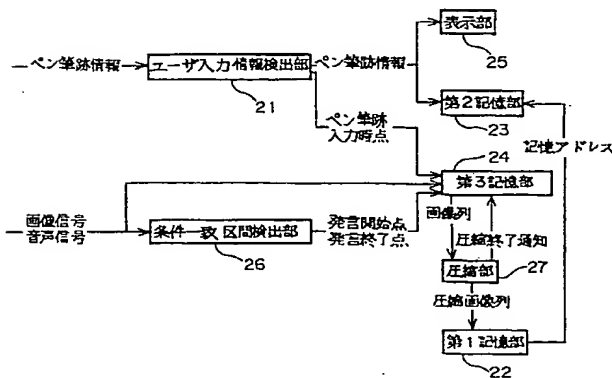 表示部
25
ペン筆跡情報
ユーザ入力情報検出部
21
ペン筆跡情報
第2記憶部
23
ペン筆跡
入力時点
記憶アドレス
24
第3記憶部
画像信号
音声信号
条件一致区間検出部
26
発言開始点
発言終了点
画像列
圧縮終了通知
圧縮部
27
圧縮画像列
第1記憶部
22